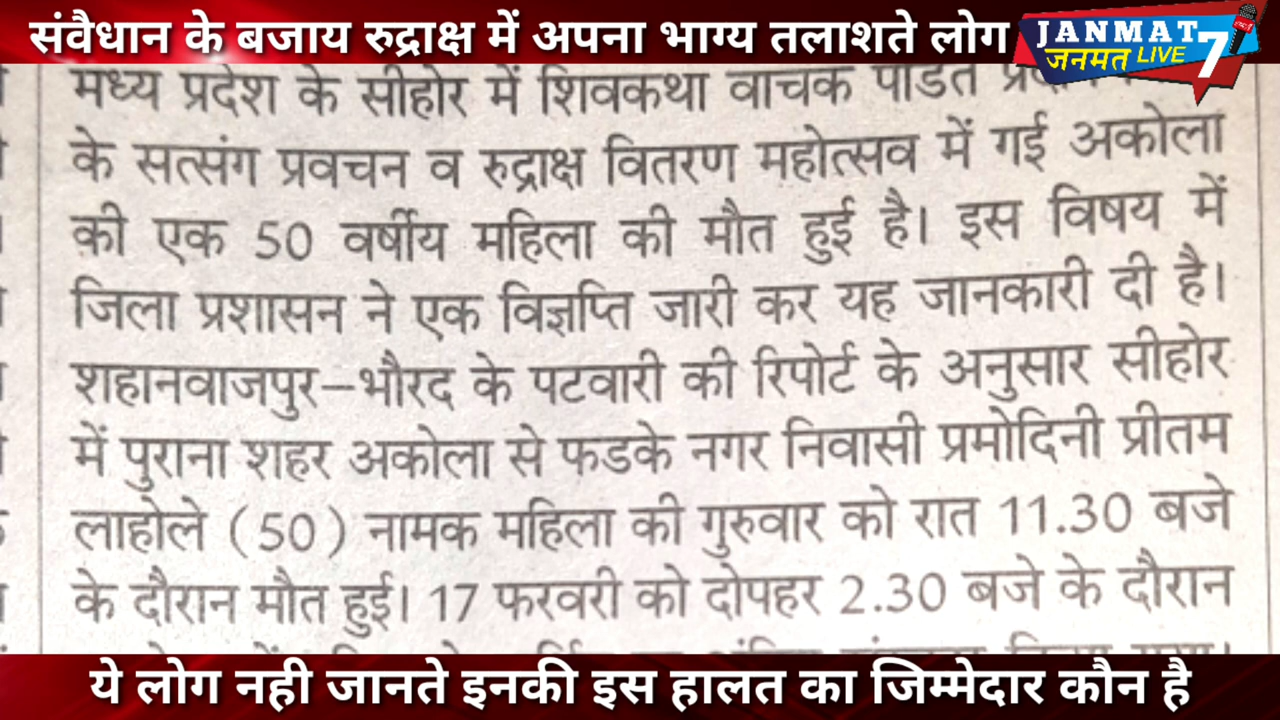 संवैधान के बजाय रुद्राक्ष में अपना भाग्य तलाशते लोग
JANMAT
जनमत LIVE 7
मध्य प्रदेश के सीहोर में शिवकथा वाचक पंडित
के सत्संग प्रवचन व रुद्राक्ष वितरण महोत्सव में गई अकोला
की एक 50 वर्षीय महिला की मौत हुई है। इस विषय में
जिला प्रशासन ने एक विज्ञप्ति जारी कर यह जानकारी दी है।
शहानवाजपुर–भौरद के पटवारी की रिपोर्ट के अनुसार सीहोर
में पुराना शहर अकोला से फडके नगर निवासी प्रमोदिनी प्रीतम
लाहोले (50) नामक महिला की गुरुवार को रात 11.30 बजे
के दौरान मौत हुई। 17 फरवरी को दोपहर 2.30 बजे के दौरान
ये लोग नही जानते इनकी इस हालत का जिम्मेदार कौन है